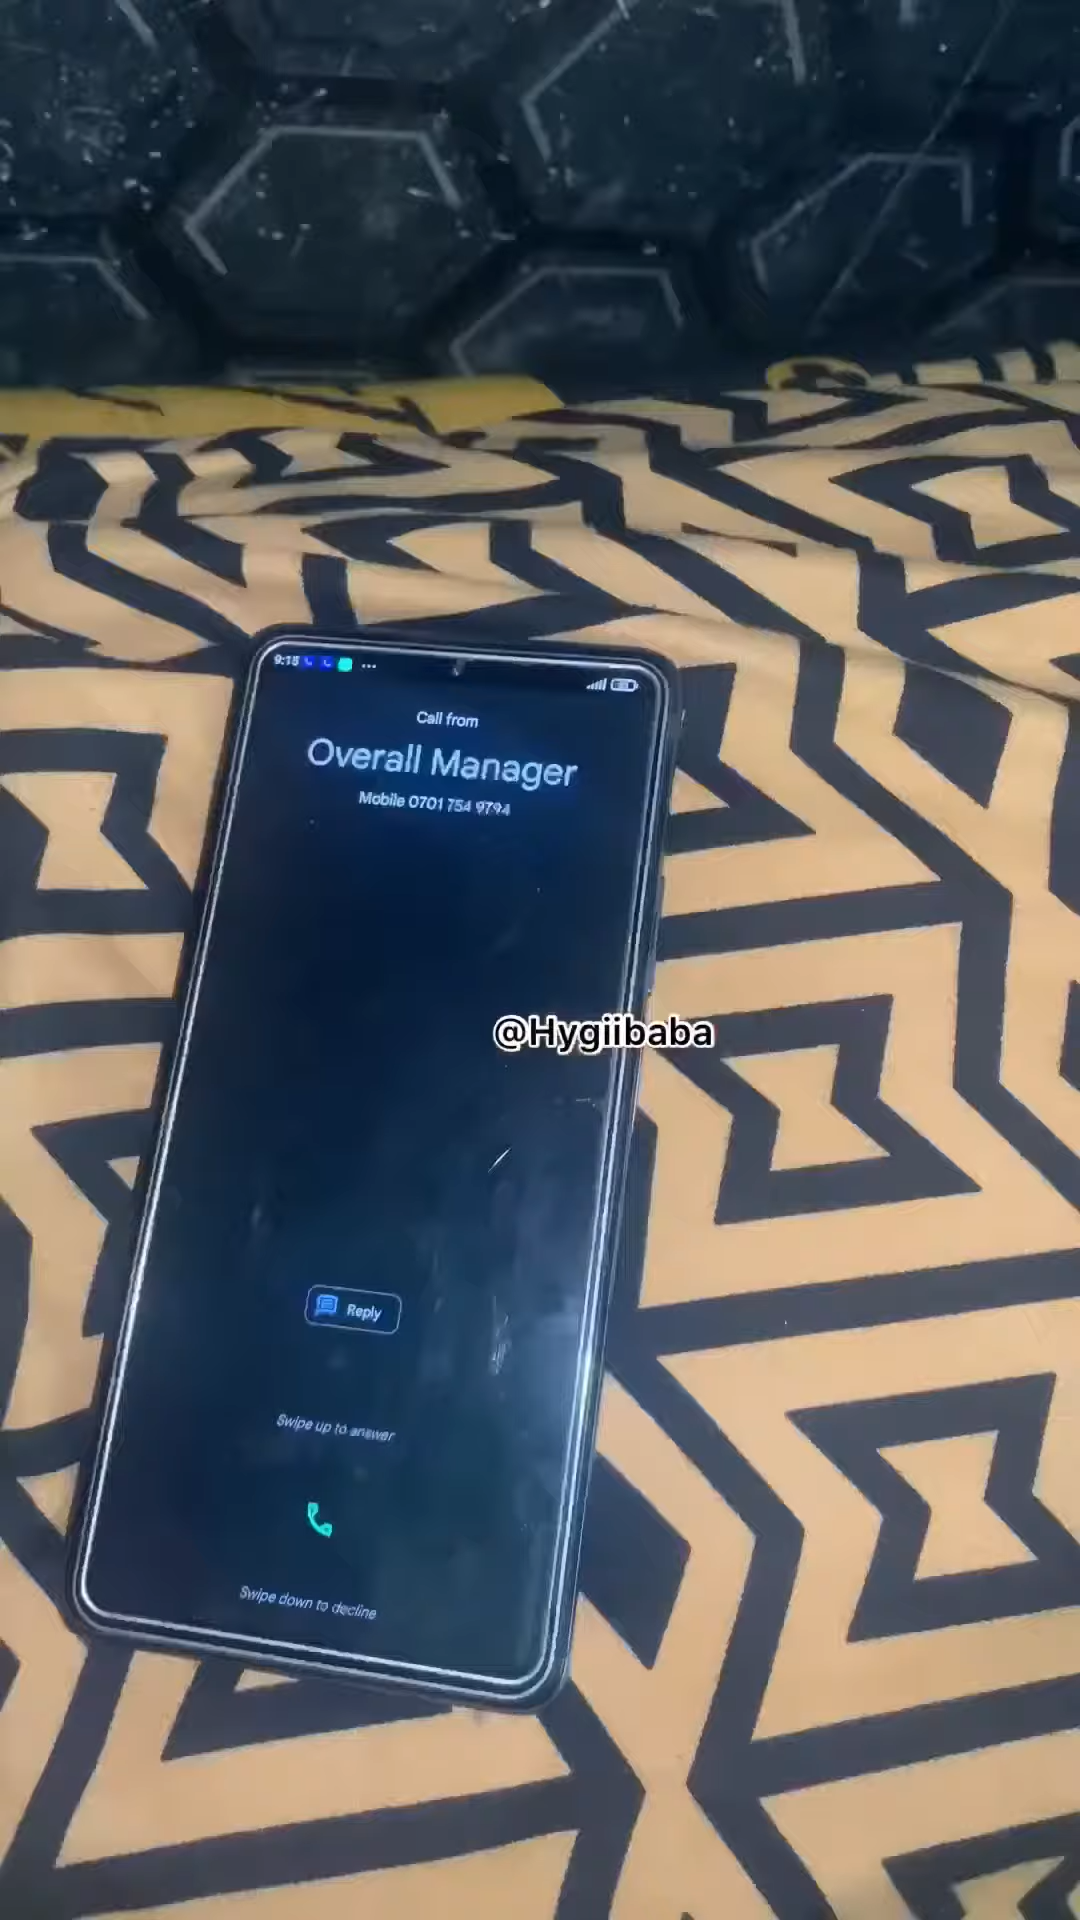 9:15
Call from
Overall Manager
Mobile 0701 754 9794
@Hygiibaba
Reply
Swipe up to answer
Swipe down to decline